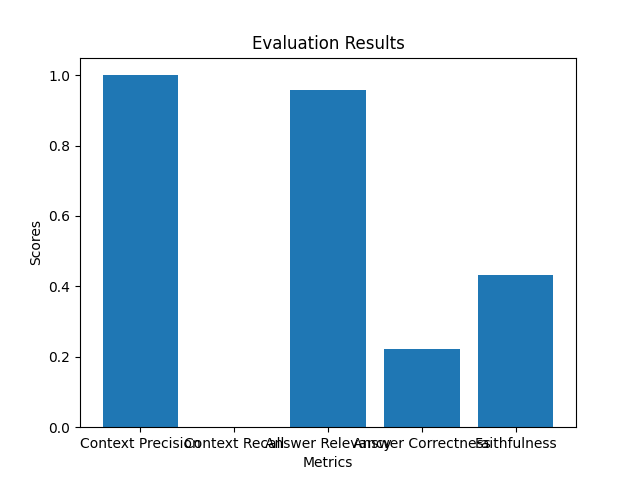 Evaluation Results
1.0
0.8
0.6
0.4
0.2
0.0
Scores
Context Precision Context Recall Answer Relevancy Answer Correctness Faithfulness
Metrics